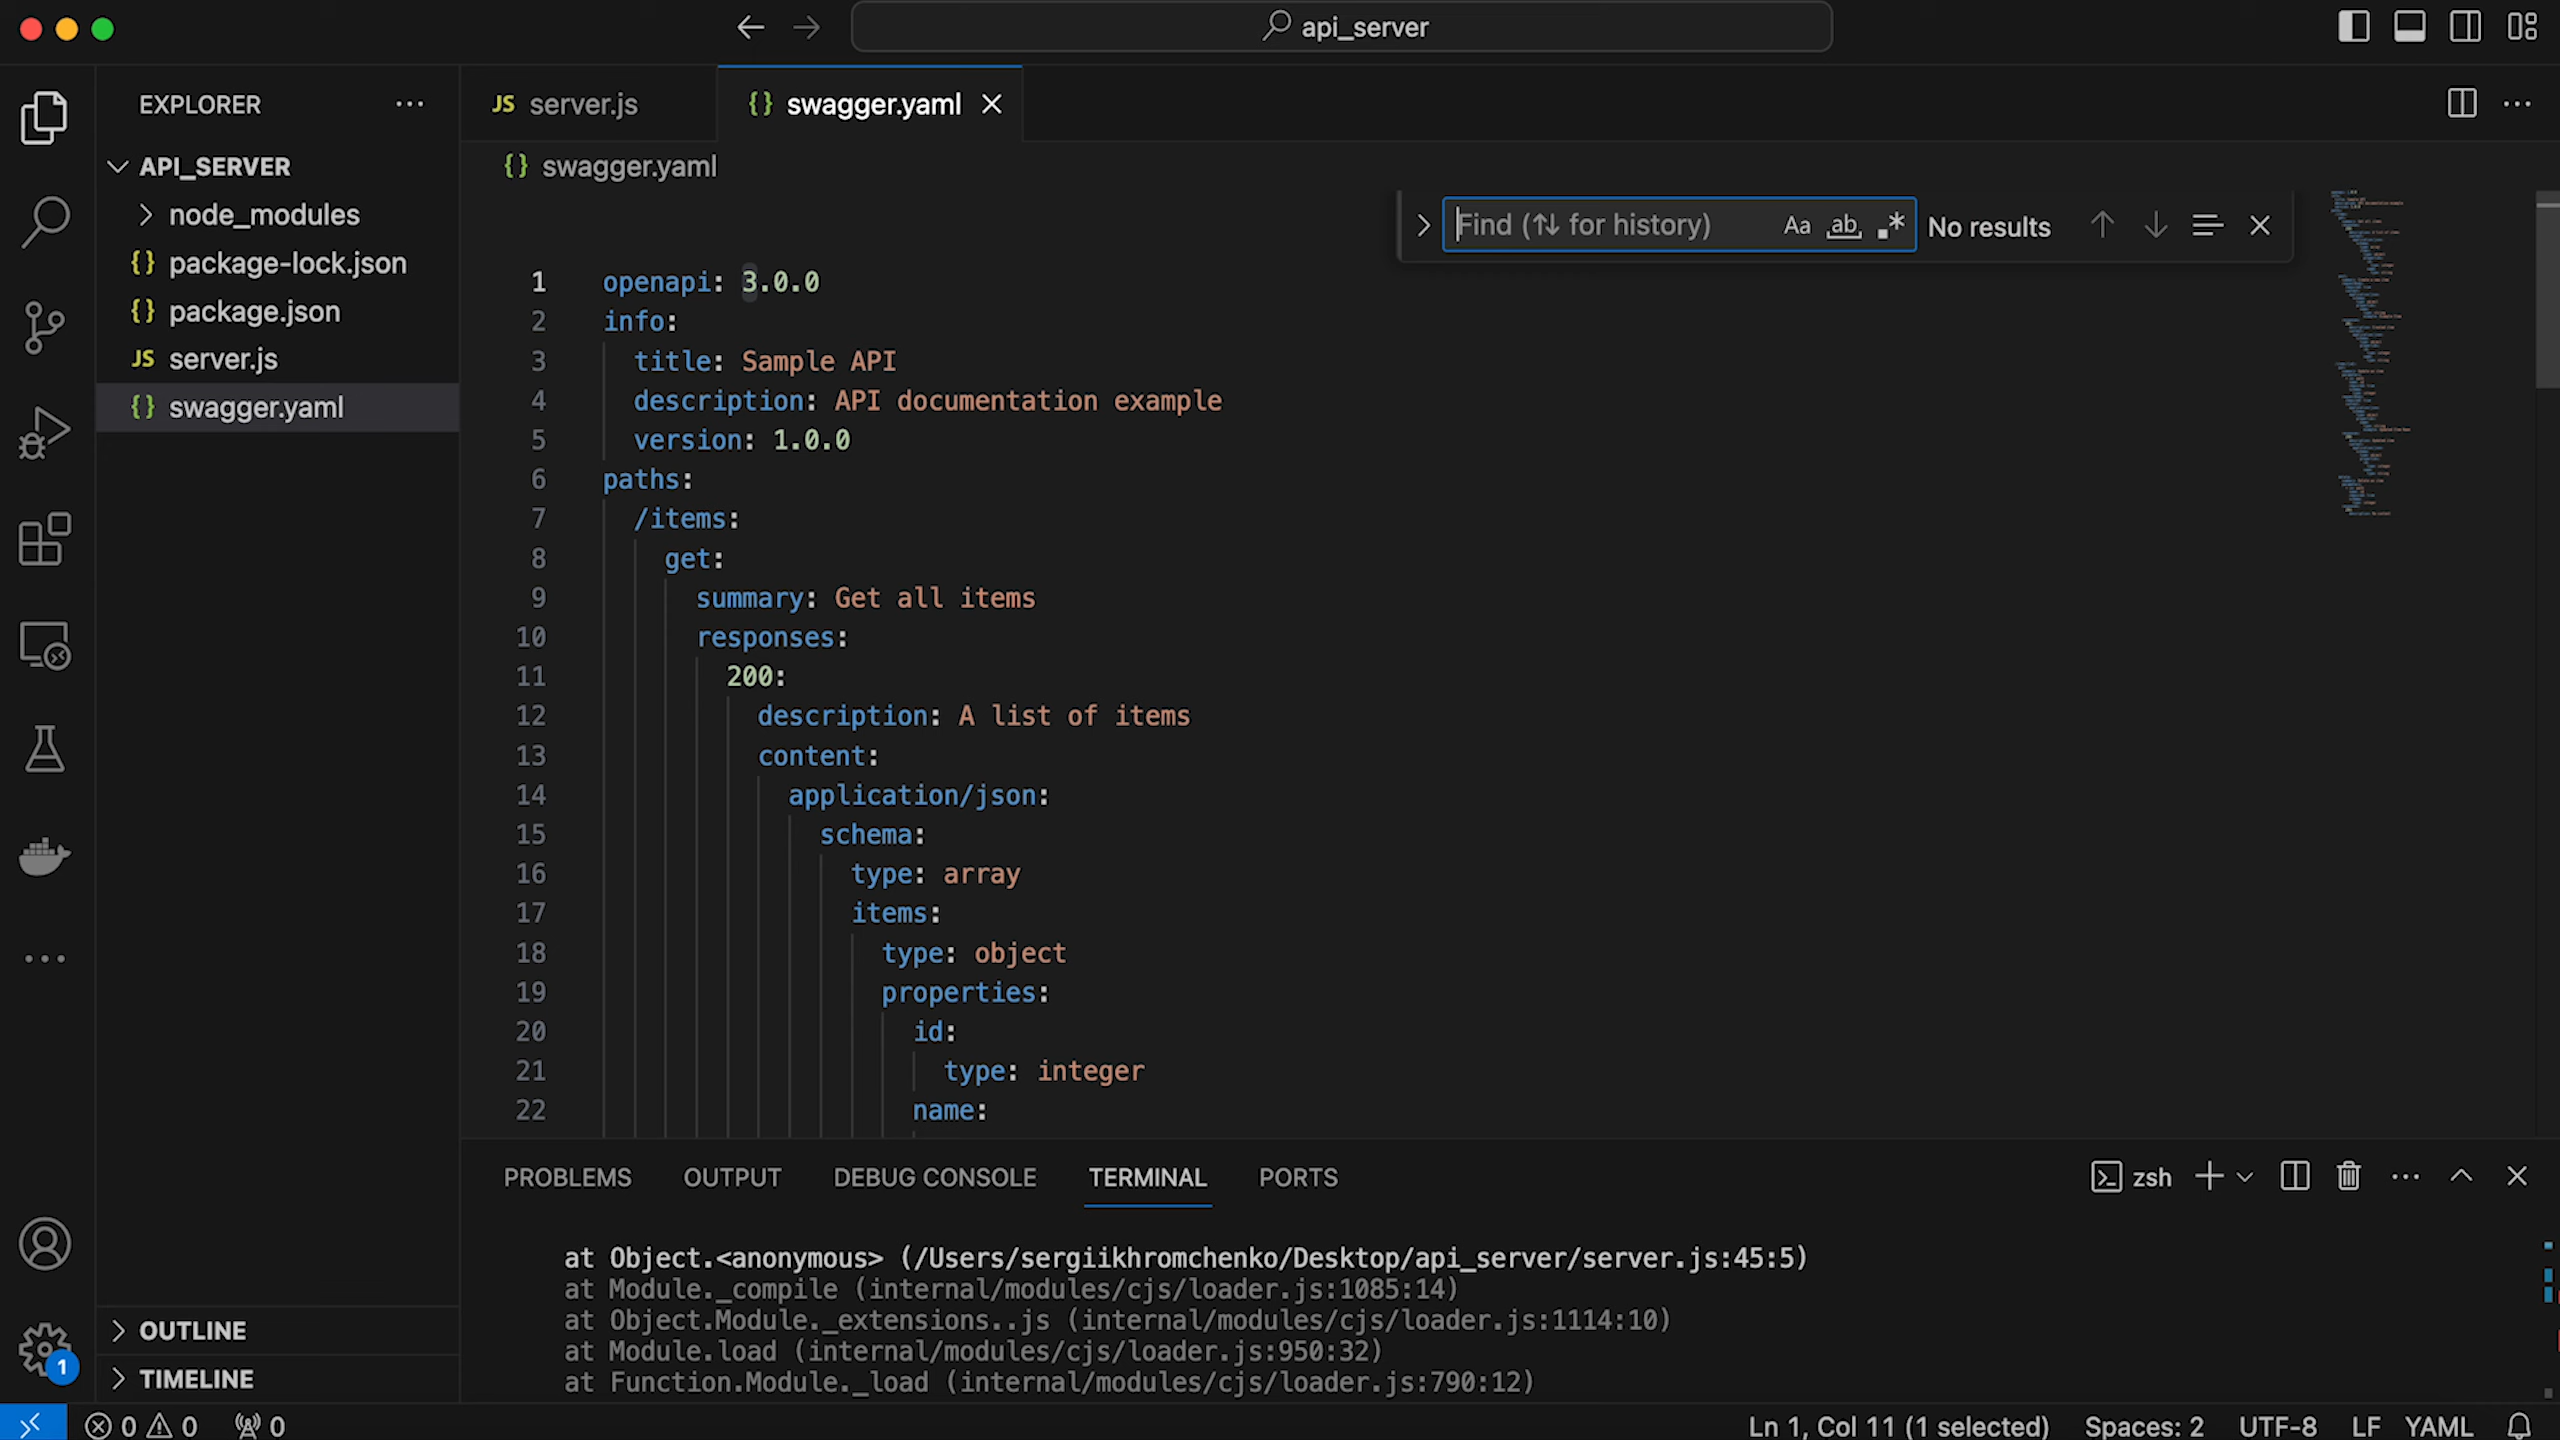 api_server
EXPLORER
API_SERVER
node_modules
package-lock.json
package.json
JS server.js
swagger.yaml
OUTLINE
TIMELINE
JS server.js
{} swagger.yaml
{} swagger.yaml
Find (⇅ for history) Aa ab .* No results
1 openapi: 3.0.0
2 info:
3 title: Sample API
4 description: API documentation example
5 version: 1.0.0
6 paths:
7 /items:
8 get:
9 summary: Get all items
10 responses:
11 200:
12 description: A list of items
13 content:
14 application/json:
15 schema:
16 type: array
17 items:
18 type: object
19 properties:
20 id:
21 type: integer
22 name:
PROBLEMS OUTPUT DEBUG CONSOLE TERMINAL PORTS zsh
at Object.<anonymous> (/Users/sergiikhromchenko/Desktop/api_server/server.js:45:5)
at Module._compile (internal/modules/cjs/loader.js:1085:14)
at Object.Module._extensions..js (internal/modules/cjs/loader.js:1114:10)
at Module.load (internal/modules/cjs/loader.js:950:32)
at Function.Module._load (internal/modules/cjs/loader.js:790:12)
1
0 0 0 Ln 1, Col 11 (1 selected) Spaces: 2 UTF-8 LF YAML